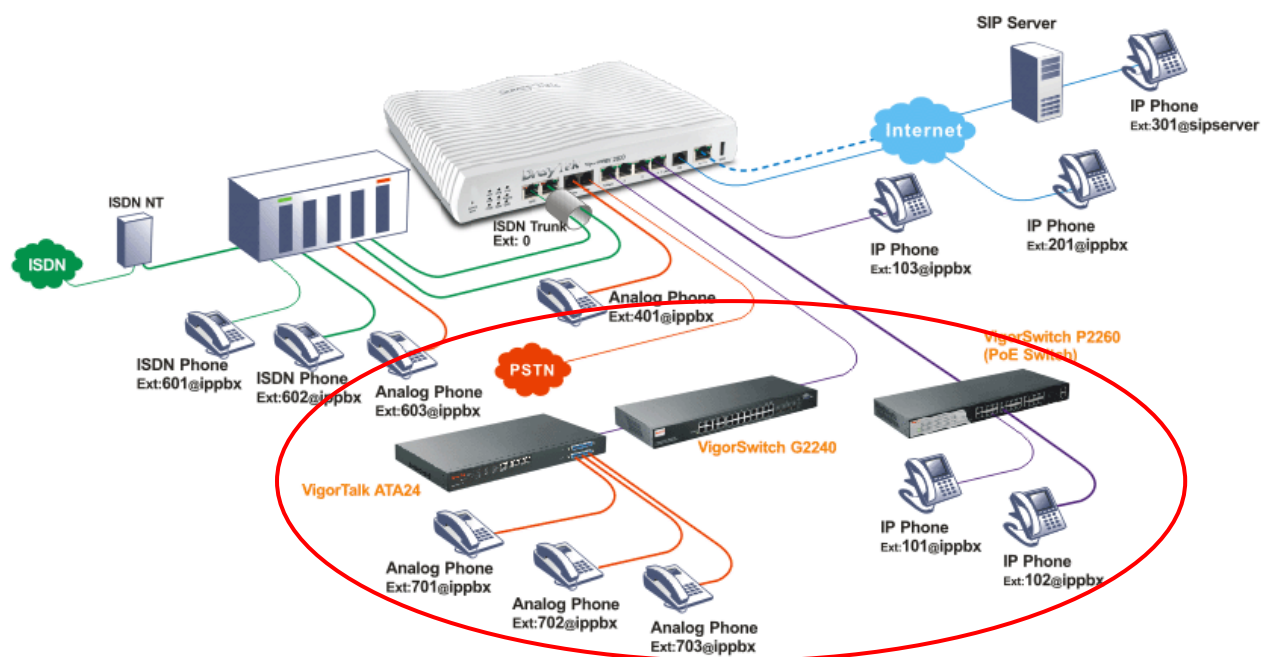 SIP Server
IP Phone
Ext:301@sipserver
Internet
DrayTek
ISDN NT
ISDN
ISDN Trunk
Ext: 0
IP Phone
Ext:103@ippbx
IP Phone
Ext:201@ippbx
Analog Phone
Ext:401@ippbx
ISDN Phone
Ext:601@ippbx
ISDN Phone
Ext:602@ippbx
Analog Phone
Ext:603@ippbx
PSTN
VigorSwitch P2260
(PoE Switch)
VigorSwitch G2240
VigorTalk ATA24
IP Phone
Ext:101@ippbx
IP Phone
Ext:102@ippbx
Analog Phone
Ext:701@ippbx
Analog Phone
Ext:702@ippbx
Analog Phone
Ext:703@ippbx